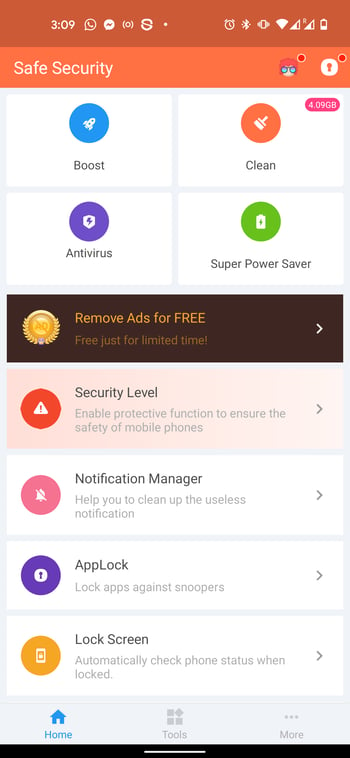 3:09
Safe Security
4.09GB
Boost
Clean
Antivirus
Super Power Saver
AD
Remove Ads for FREE
Free just for limited time!
Security Level
Enable protective function to ensure the
safety of mobile phones
Notification Manager
Help you to clean up the useless
notification
AppLock
Lock apps against snoopers
Lock Screen
Automatically check phone status when
locked.
Home
Tools
More